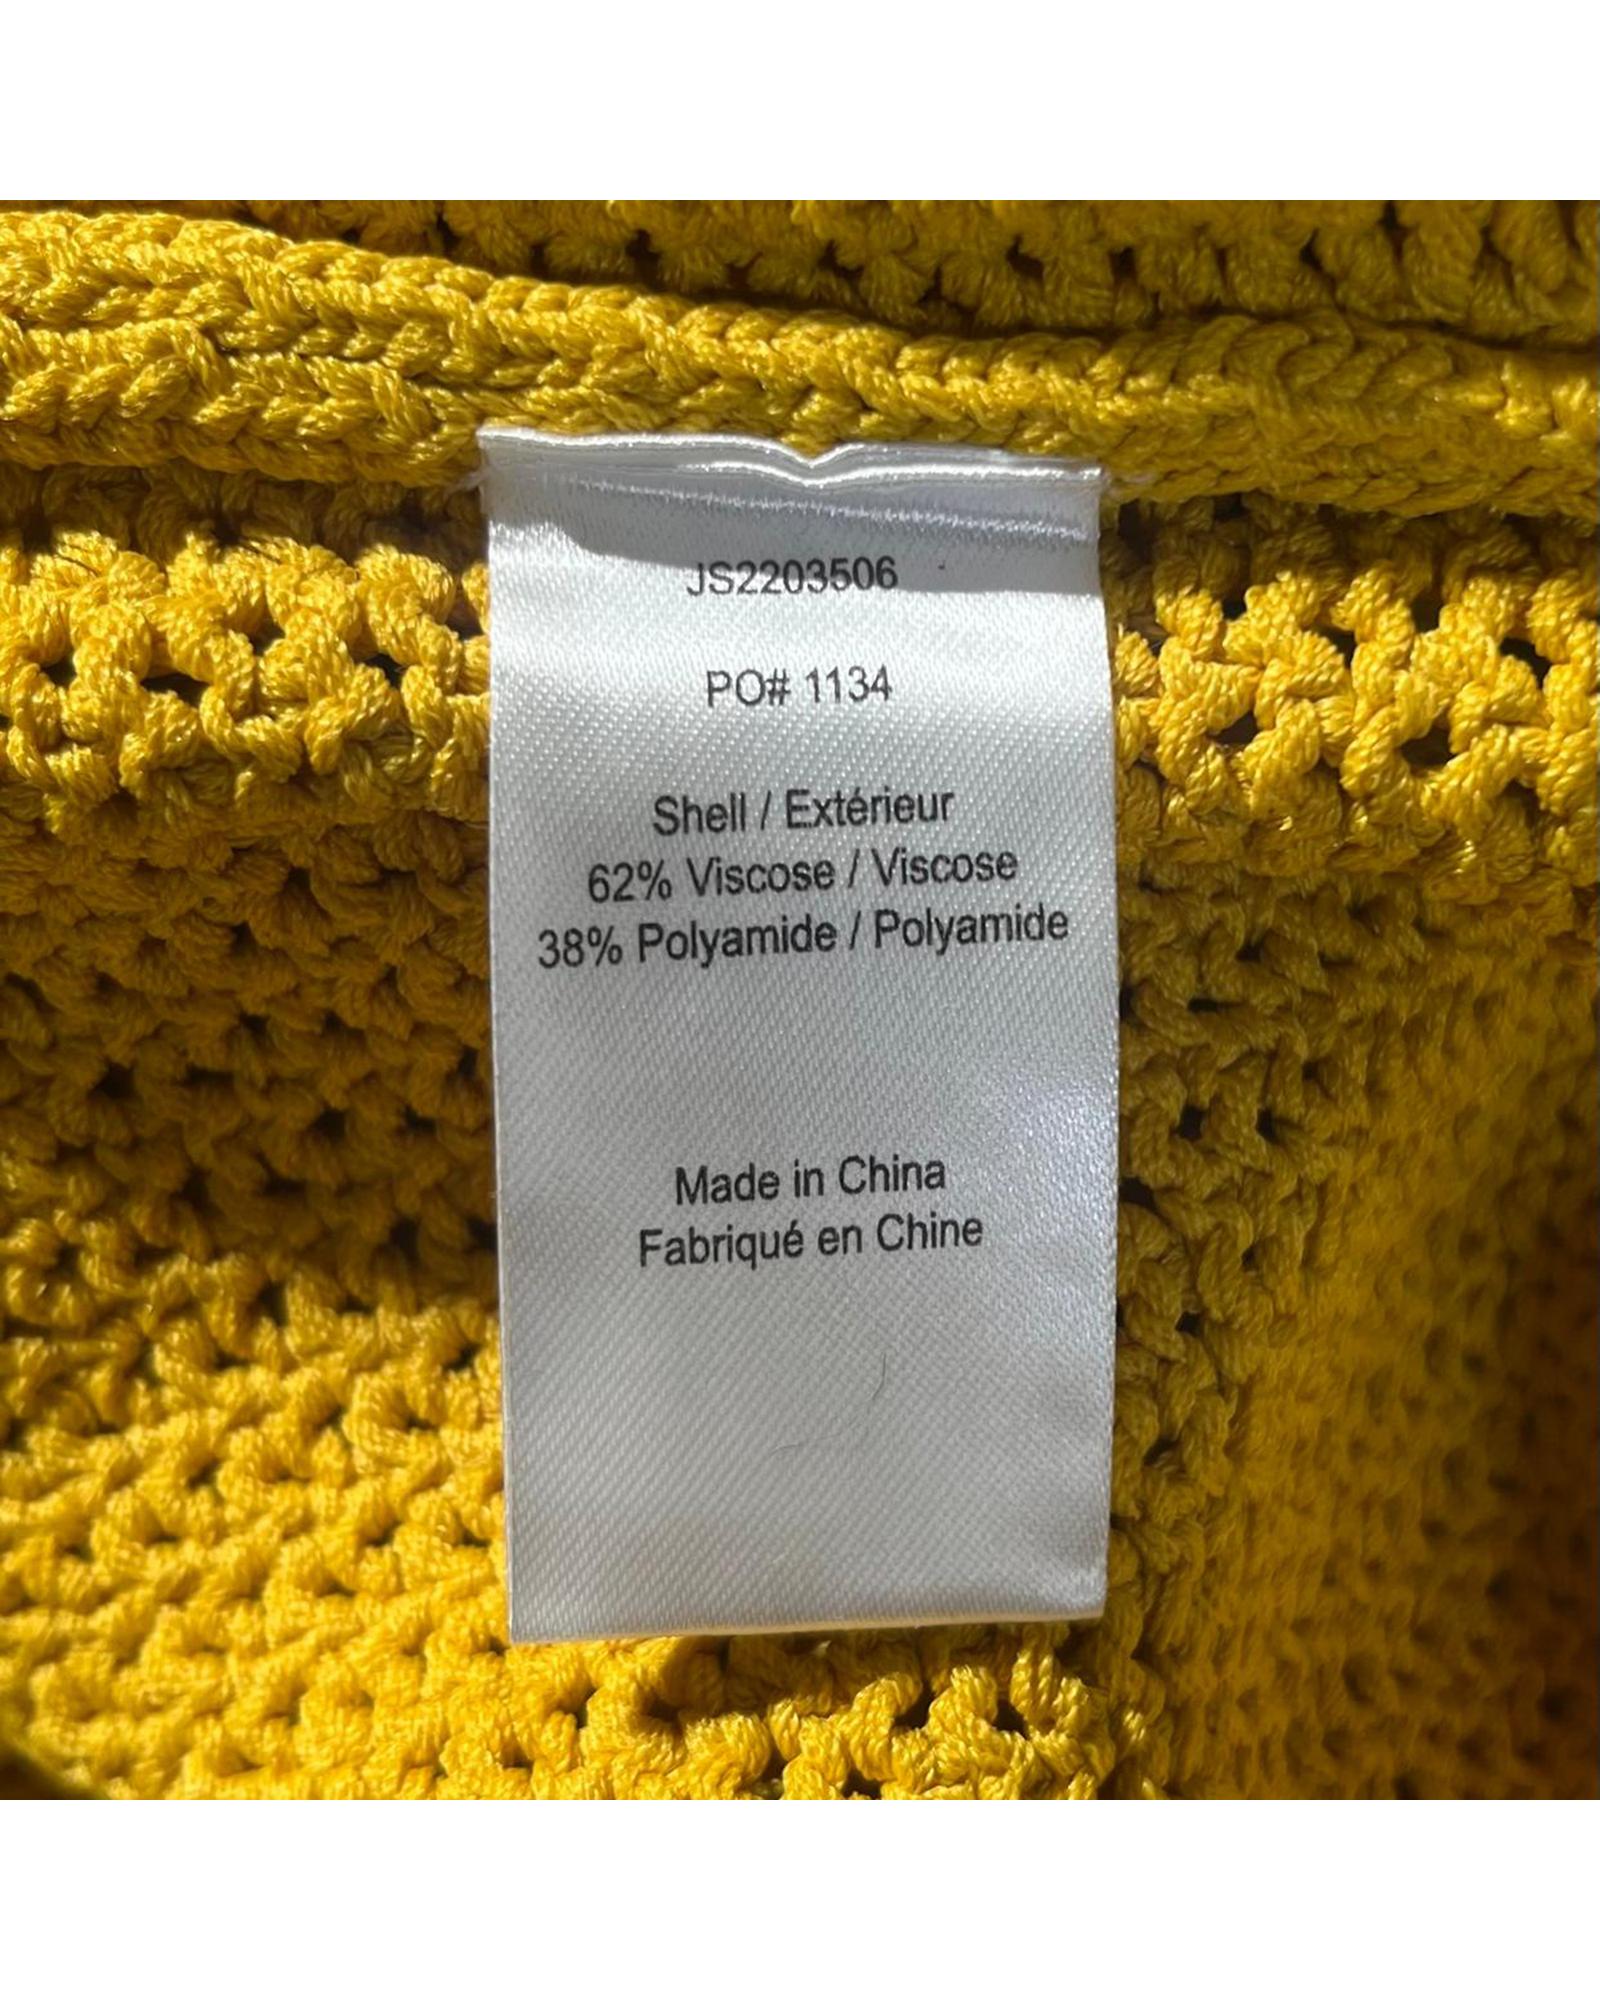 JS2203506
PO# 1134
Shell / Extérieur
62% Viscose / Viscose
38% Polyamide / Polyamide
Made in China
Fabriqué en Chine